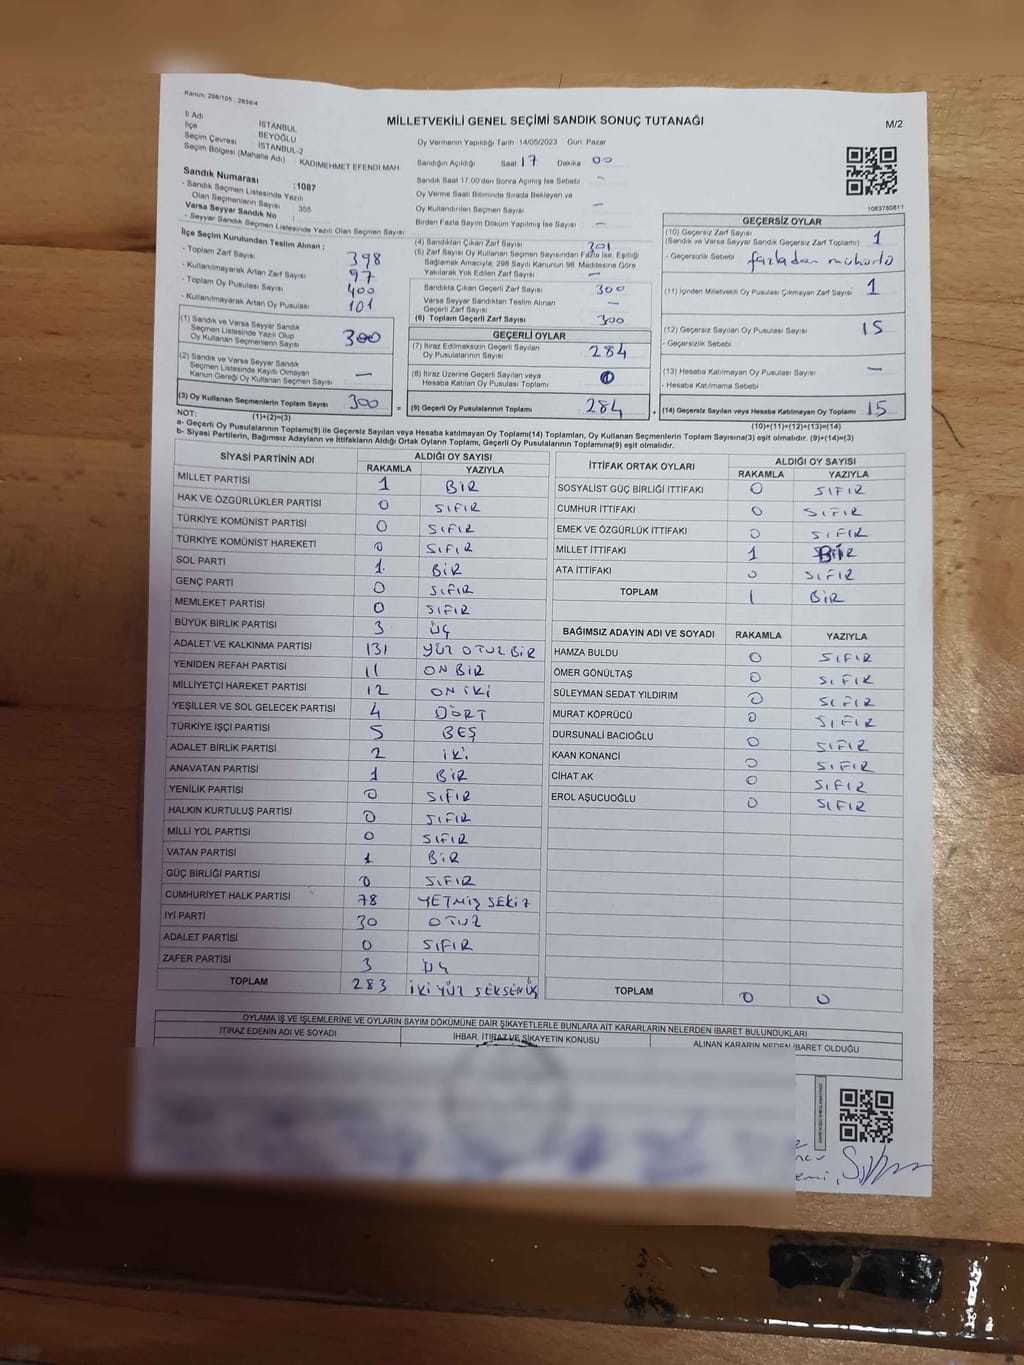 Kanun: 298/105 : 2839/4
MİLLETVEKİLİ GENEL SEÇİMİ SANDIK SONUÇ TUTANAĞI
M/2
İl Adı İSTANBUL
İlçe BEYOĞLU
Seçim Çevresi İSTANBUL-2
Seçim Bölgesi (Mahalle Adı) : KADIMEHMET EFENDİ MAH.
Oy Vermenin Yapıldığı Tarih : 14/05/2023 Gün: Pazar
Sandığın Açıldığı Saat 17 Dakika 00
Sandık Saat 17:00'den Sonra Açılmış İse Sebebi –
Oy Verme Saati Bitiminde Sırada Bekleyen ve
Oy Kullandırılan Seçmen Sayısı –
Birden Fazla Sayım Döküm Yapılmış İse Sayısı –
1083780811
Sandık Numarası :1087
- Sandık Seçmen Listesinde Yazılı
Olan Seçmenlerin Sayısı : 355
Varsa Seyyar Sandık No :
- Seyyar Sandık Seçmen Listesinde Yazılı Olan Seçmen Sayısı
İlçe Seçim Kurulundan Teslim Alınan ;
- Toplam Zarf Sayısı 398
- Kullanılmayarak Artan Zarf Sayısı 97
- Toplam Oy Pusulası Sayısı 400
- Kullanılmayarak Artan Oy Pusulası 101
(1) Sandık ve Varsa Seyyar Sandık
Seçmen Listesinde Yazılı Olup
Oy Kullanan Seçmenlerin Sayısı 300
(2) Sandık ve Varsa Seyyar Sandık
Seçmen Listesinde Kayıtlı Olmayan
Kanun Gereği Oy Kullanan Seçmen Sayısı –
(3) Oy Kullanan Seçmenlerin Toplam Sayısı 300 =
(1)+(2)=(3)
(4) Sandıktan Çıkan Zarf Sayısı 301
(5) Zarf Sayısı Oy Kullanan Seçmen Sayısından Fazla İse, Eşitliği
Sağlamak Amacıyla, 298 Sayılı Kanunun 98. Maddesine Göre
Yakılarak Yok Edilen Zarf Sayısı –
Sandıkta Çıkan Geçerli Zarf Sayısı 300
Varsa Seyyar Sandıktan Teslim Alınan
Geçerli Zarf Sayısı –
(6) Toplam Geçerli Zarf Sayısı 300
GEÇERLİ OYLAR
(7) İtiraz Edilmeksizin Geçerli Sayılan
Oy Pusulalarının Sayısı 284
(8) İtiraz Üzerine Geçerli Sayılan veya
Hesaba Katılan Oy Pusulası Toplamı
(9) Geçerli Oy Pusulalarının Toplamı 284 +
GEÇERSİZ OYLAR
(10) Geçersiz Zarf Sayısı
(Sandık ve Varsa Seyyar Sandık Geçersiz Zarf Toplamı) 1
- Geçersizlik Sebebi fazladan mühürlü
(11) İçinden Milletvekili Oy Pusulası Çıkmayan Zarf Sayısı 1
(12) Geçersiz Sayılan Oy Pusulası Sayısı 15
- Geçersizlik Sebebi
(13) Hesaba Katılmayan Oy Pusulası Sayısı –
- Hesaba Katılmama Sebebi
(14) Geçersiz Sayılan veya Hesaba Katılmayan Oy Toplamı 15
(10)+(11)+(12)+(13)=(14)
NOT:
a- Geçerli Oy Pusulalarının Toplamı(9) ile Geçersiz Sayılan veya Hesaba Katılmayan Oy Toplamı(14) Toplamları, Oy Kullanan Seçmenlerin Toplam Sayısına(3) eşit olmalıdır. (9)+(14)=(3)
b- Siyasi Partilerin, Bağımsız Adayların ve İttifakların Aldığı Ortak Oyların Toplam, Geçerli Oy Pusulalarının Toplamına(9) eşit olmalıdır.
SİYASİ PARTİNİN ADI ALDIĞI OY SAYISI
RAKAMLA YAZIYLA
MİLLET PARTİSİ 1 BİR
HAK VE ÖZGÜRLÜKLER PARTİSİ 0 SIFIR
TÜRKİYE KOMÜNİST PARTİSİ 0 SIFIR
TÜRKİYE KOMÜNİST HAREKETİ 0 SIFIR
SOL PARTİ 1 BİR
GENÇ PARTİ 0 SIFIR
MEMLEKET PARTİSİ 0 SIFIR
BÜYÜK BİRLİK PARTİSİ 3 ÜÇ
ADALET VE KALKINMA PARTİSİ 131 YÜZ OTUZ BİR
YENİDEN REFAH PARTİSİ 11 ON BİR
MİLLİYETÇİ HAREKET PARTİSİ 12 ON İKİ
YEŞİLLER VE SOL GELECEK PARTİSİ 4 DÖRT
TÜRKİYE İŞÇİ PARTİSİ 5 BEŞ
ADALET BİRLİK PARTİSİ 2 İKİ
ANAVATAN PARTİSİ 1 BİR
YENİLİK PARTİSİ 0 SIFIR
HALKIN KURTULUŞ PARTİSİ 0 SIFIR
MİLLİ YOL PARTİSİ 0 SIFIR
VATAN PARTİSİ 1 BİR
GÜÇ BİRLİĞİ PARTİSİ 0 SIFIR
CUMHURİYET HALK PARTİSİ 78 YETMİŞ SEKİZ
İYİ PARTİ 30 OTUZ
ADALET PARTİSİ 0 SIFIR
ZAFER PARTİSİ 3 ÜÇ
TOPLAM 283 İKİ YÜZ SEKSEN ÜÇ
İTTİFAK ORTAK OYLARI ALDIĞI OY SAYISI
RAKAMLA YAZIYLA
SOSYALİST GÜÇ BİRLİĞİ İTTİFAKI 0 SIFIR
CUMHUR İTTİFAKI 0 SIFIR
EMEK VE ÖZGÜRLÜK İTTİFAKI 0 SIFIR
MİLLET İTTİFAKI 1 BİR
ATA İTTİFAKI 0 SIFIR
TOPLAM 1 BİR
BAĞIMSIZ ADAYIN ADI VE SOYADI RAKAMLA YAZIYLA
HAMZA BULDU 0 SIFIR
ÖMER GÖNÜLTAŞ 0 SIFIR
SÜLEYMAN SEDAT YILDIRIM 0 SIFIR
MURAT KÖPRÜCÜ 0 SIFIR
DURSUNALİ BACIOĞLU 0 SIFIR
KAAN KONANCI 0 SIFIR
CİHAT AK 0 SIFIR
EROL AŞUCUOĞLU 0 SIFIR
TOPLAM 0 0
OYLAMA İŞ VE İŞLEMLERİNE VE OYLARIN SAYIM DÖKÜMÜNE DAİR ŞİKAYETLERLE BUNLARA AİT KARARLARIN NELERDEN İBARET BULUNDUKLARI
İTİRAZ EDENİN ADI VE SOYADI İHBAR, İTİRAZ VE ŞİKAYETİN KONUSU ALINAN KARARIN NEDEN İBARET OLDUĞU